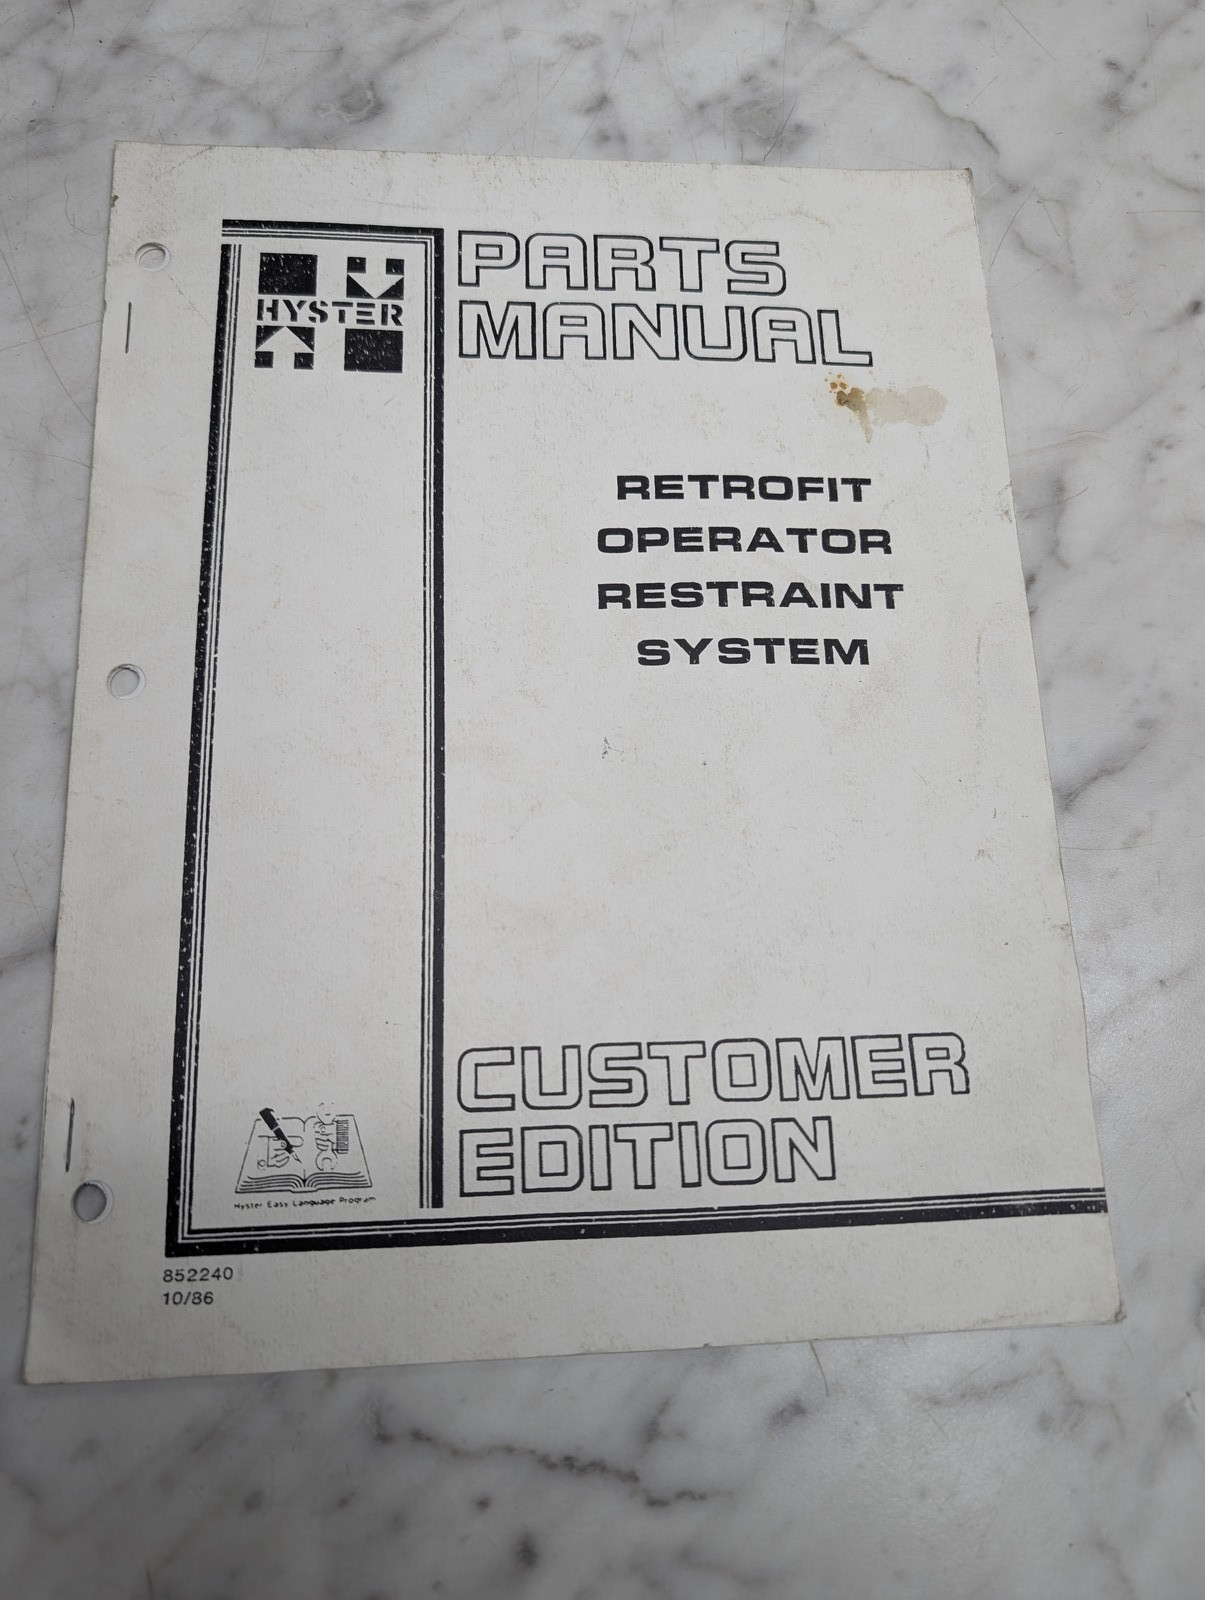 HYSTER
PARTS
MANUAL
RETROFIT
OPERATOR
RESTRAINT
SYSTEM
CUSTOMER
EDITION
Hyster Easy Language Program
852240
10/86